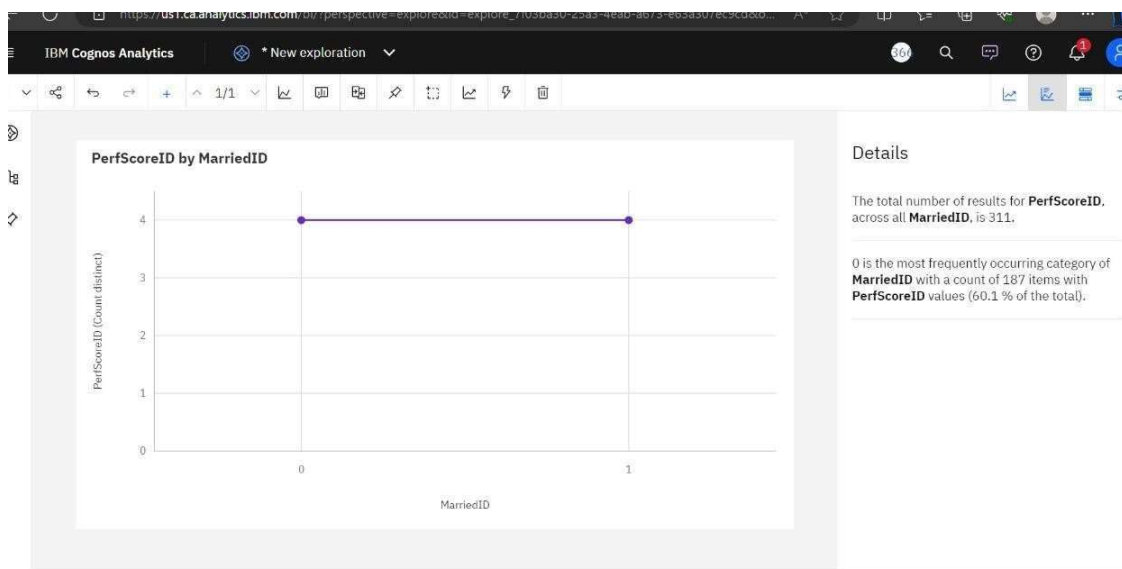 IBM Cognos Analytics
* New exploration
366
1
1/1
PerfScoreID by MarriedID
PerfScoreID (Count distinct)
4
3
2
1
0
0
1
MarriedID
Details
The total number of results for PerfScoreID,
across all MarriedID, is 311.
0 is the most frequently occurring category of
MarriedID with a count of 187 items with
PerfScoreID values (60.1 % of the total).